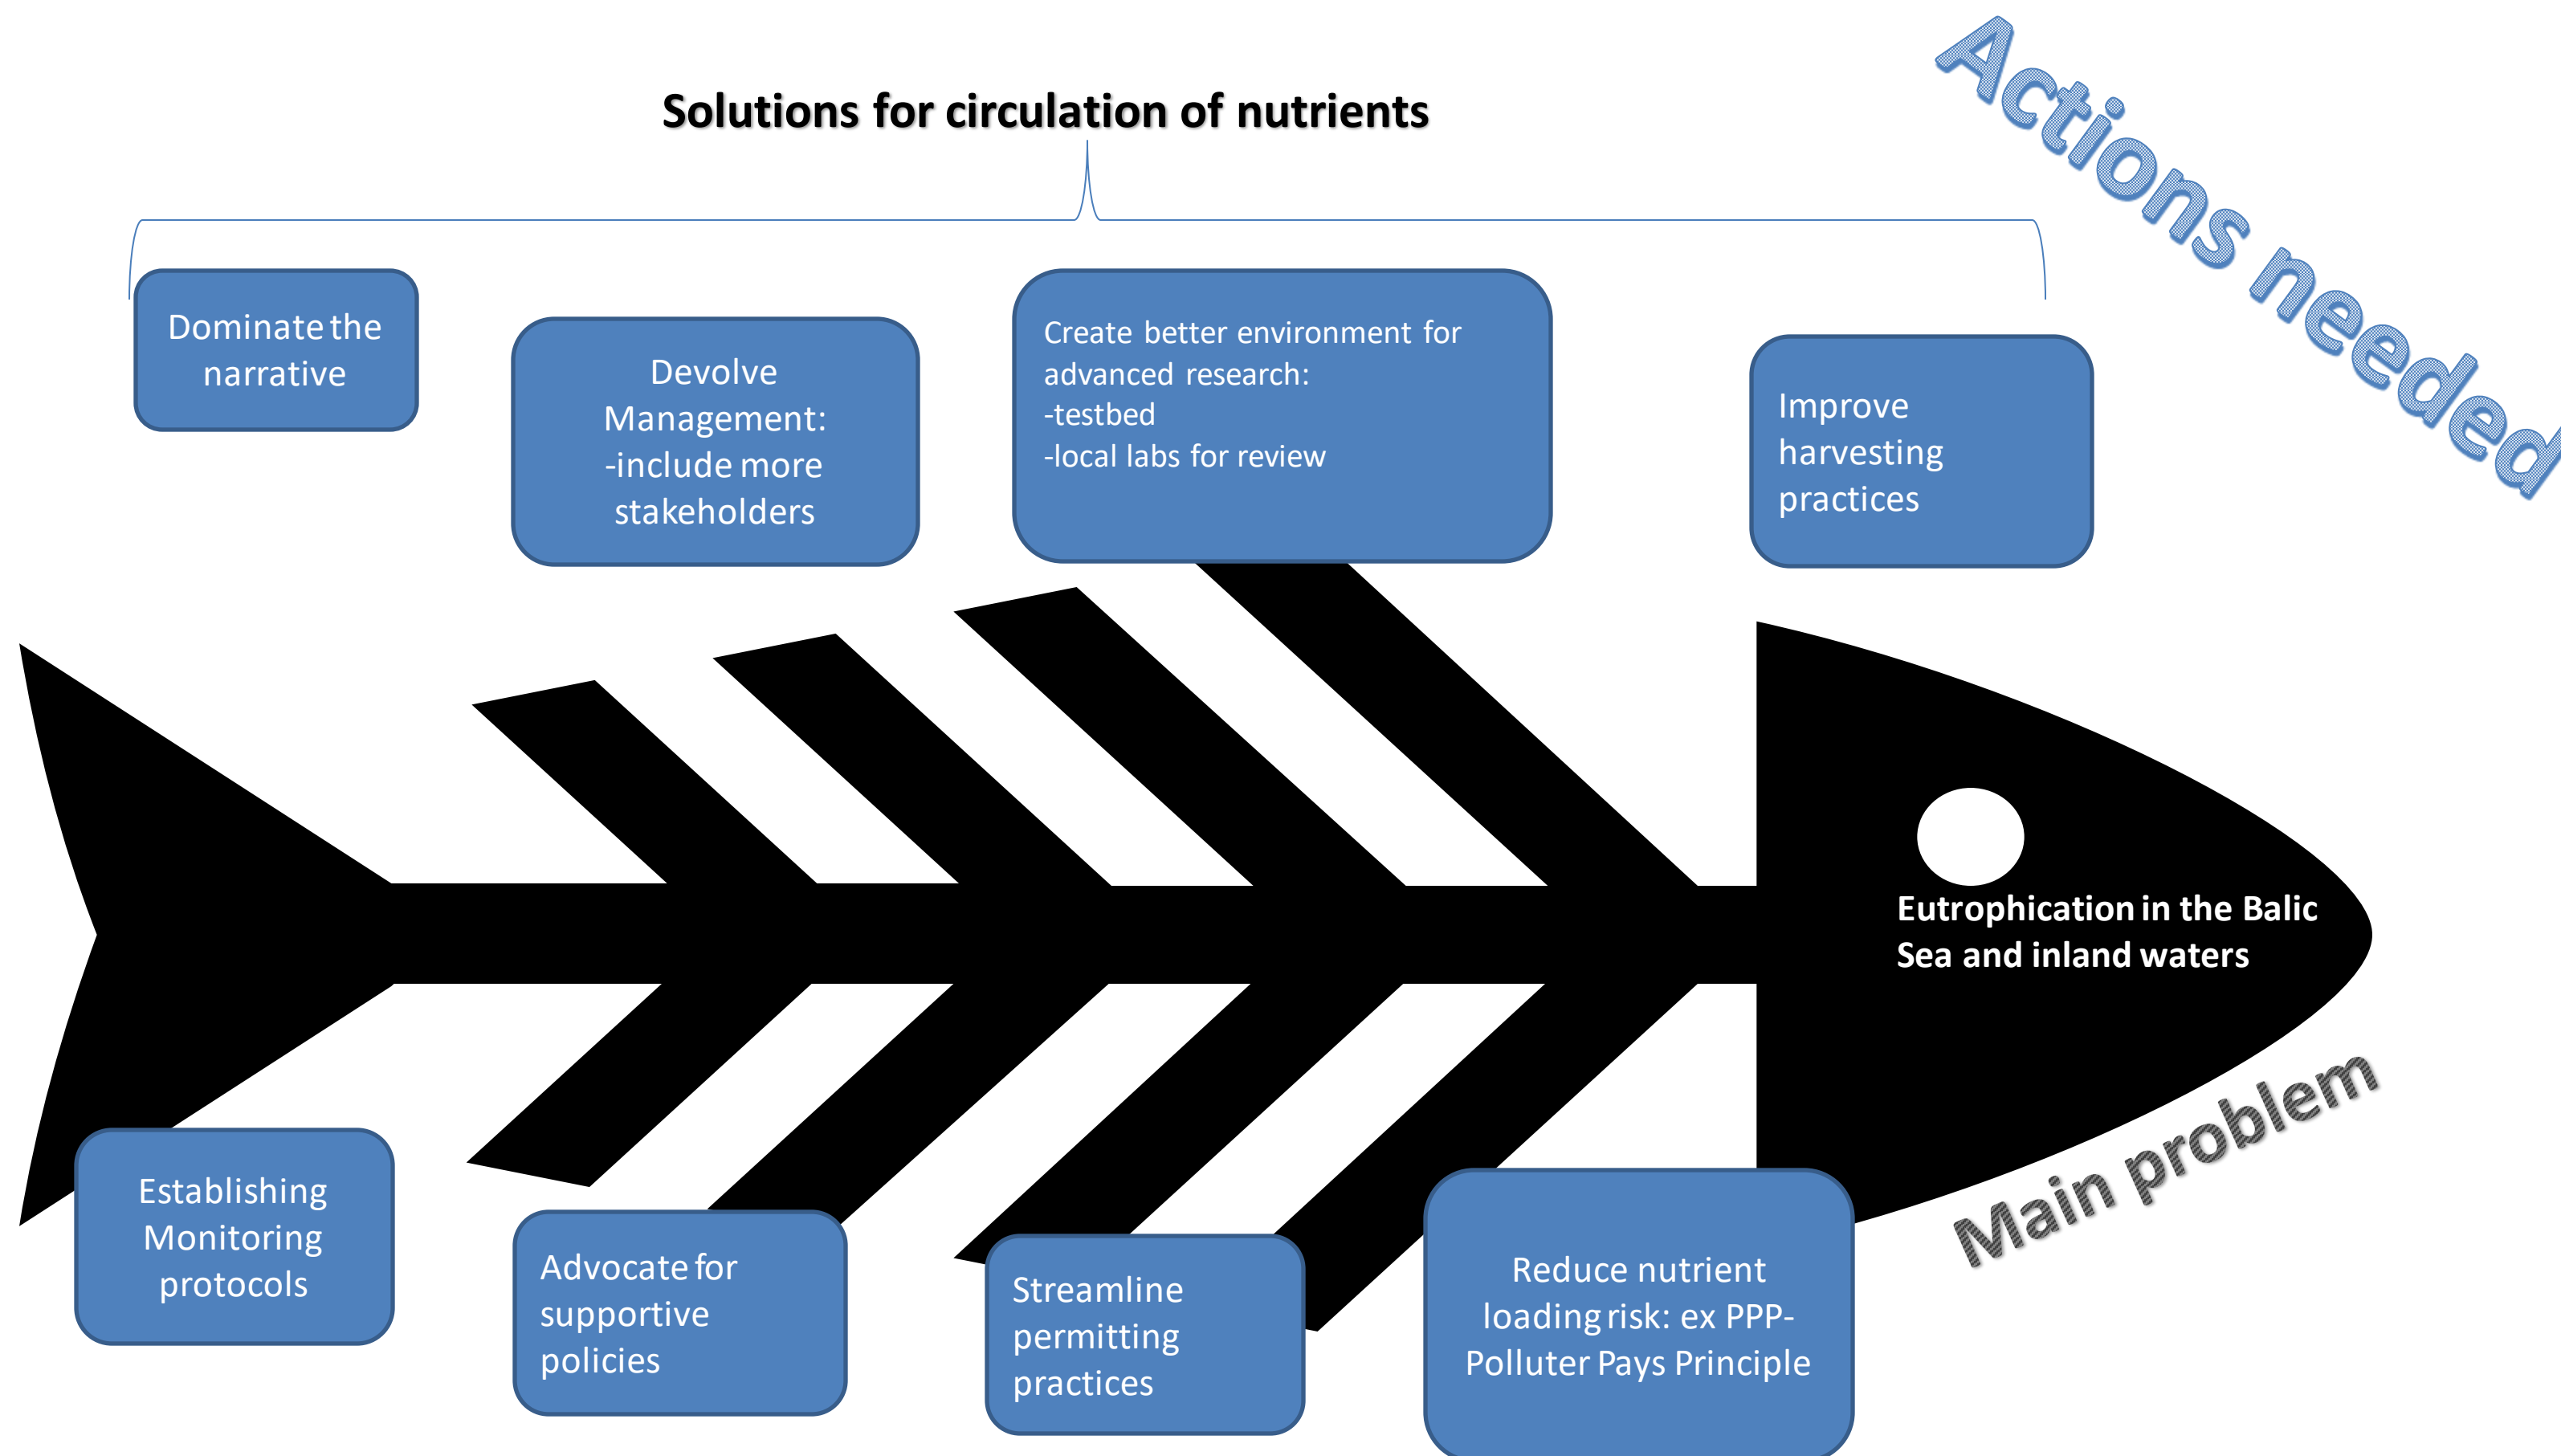 Actions needed
Solutions for circulation of nutrients
Dominate the
narrative
Devolve
Management:
-include more
stakeholders
Create better environment for
advanced research:
-testbed
-local labs for review
Improve
harvesting
practices
Eutrophication in the Balic
Sea and inland waters
Main problem
Establishing
Monitoring
protocols
Advocate for
supportive
policies
Streamline
permitting
practices
Reduce nutrient
loading risk: ex PPP-
Polluter Pays Principle